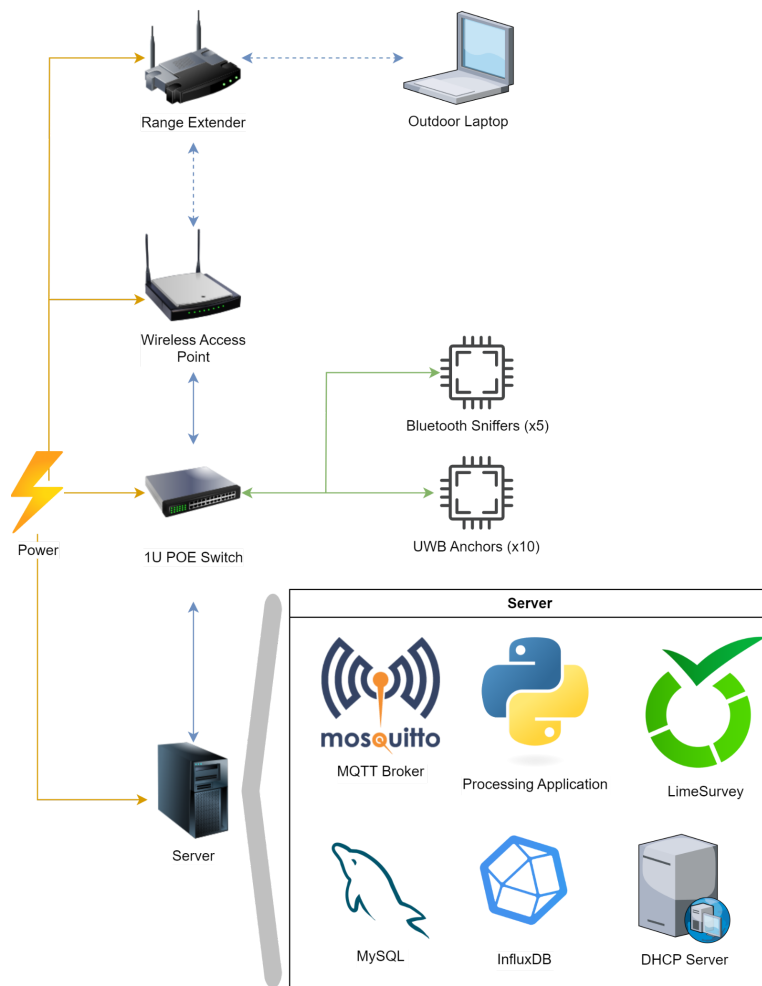 Range Extender
Outdoor Laptop
Wireless Access
Point
Bluetooth Sniffers (x5)
UWB Anchors (x10)
Power
1U POE Switch
Server
mosquitto
MQTT Broker
Processing Application
LimeSurvey
Server
MySQL
InfluxDB
DHCP Server